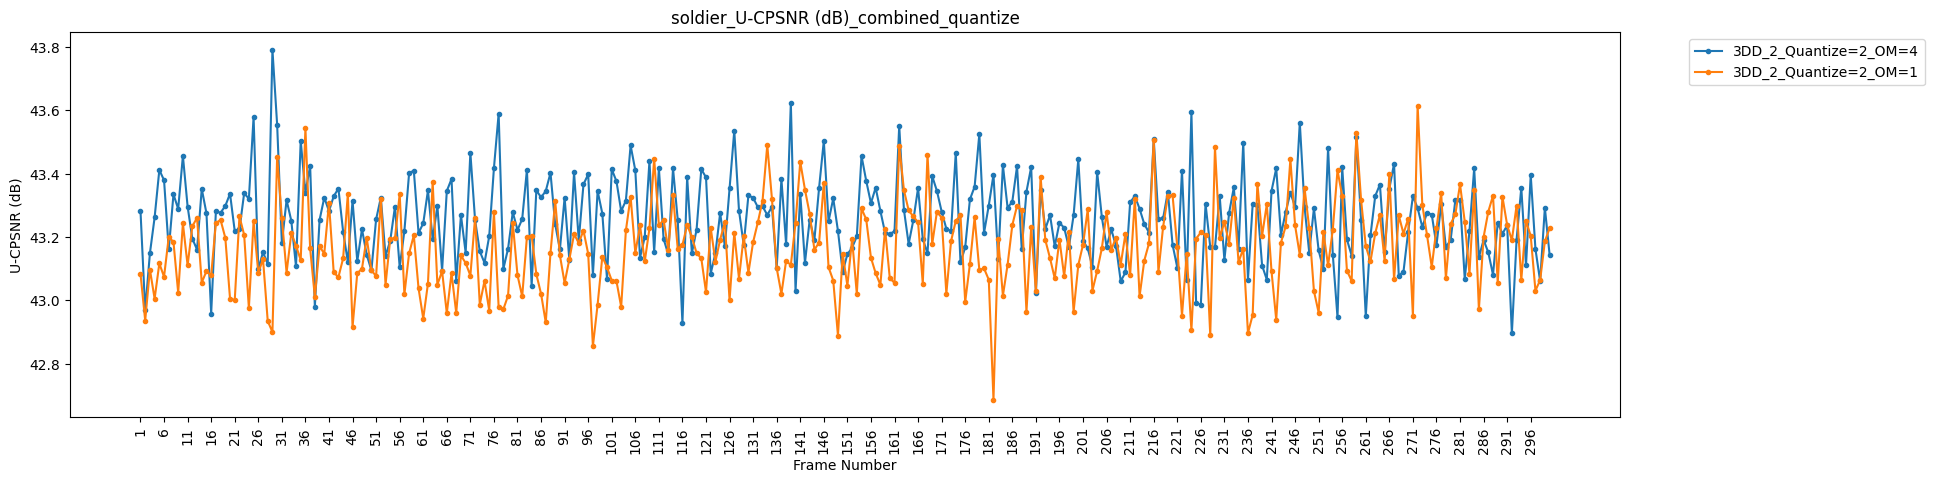 soldier_U-CPSNR (dB)_combined_quantize
3DD_2_Quantize=2_OM=4
3DD_2_Quantize=2_OM=1
U-CPSNR (dB)
43.8
43.6
43.4
43.2
43.0
42.8
1 6 11 16 21 26 31 36 41 46 51 56 61 66 71 76 81 86 91 96 101 106 111 116 121 126 131 136 141 146 151 156 161 166 171 176 181 186 191 196 201 206 211 216 221 226 231 236 241 246 251 256 261 266 271 276 281 286 291 296
Frame Number